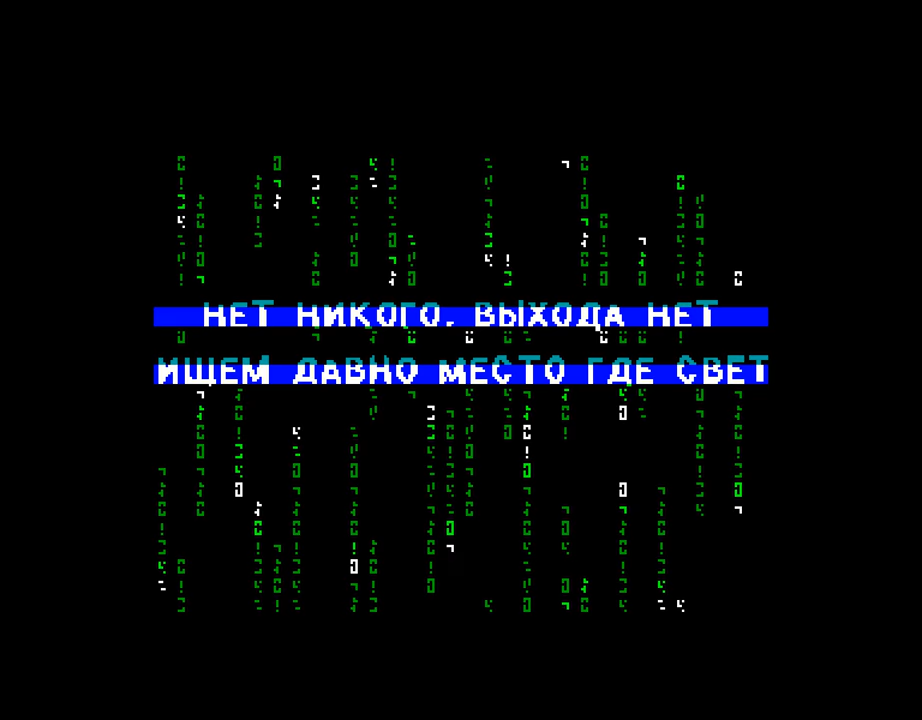 НЕТ НИКОГО. ВЫХОДА НЕТ
ИЩЕМ ДАВНО МЕСТО ГДЕ СВЕТ